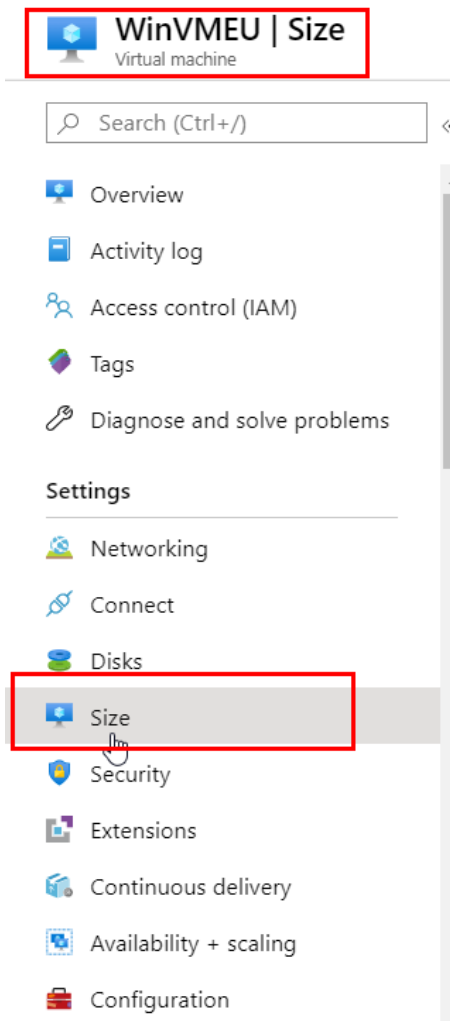 WinVMEU | Size
Virtual machine
Search (Ctrl+/)
Overview
Activity log
Access control (IAM)
Tags
Diagnose and solve problems
Settings
Networking
Connect
Disks
Size
Security
Extensions
Continuous delivery
Availability + scaling
Configuration